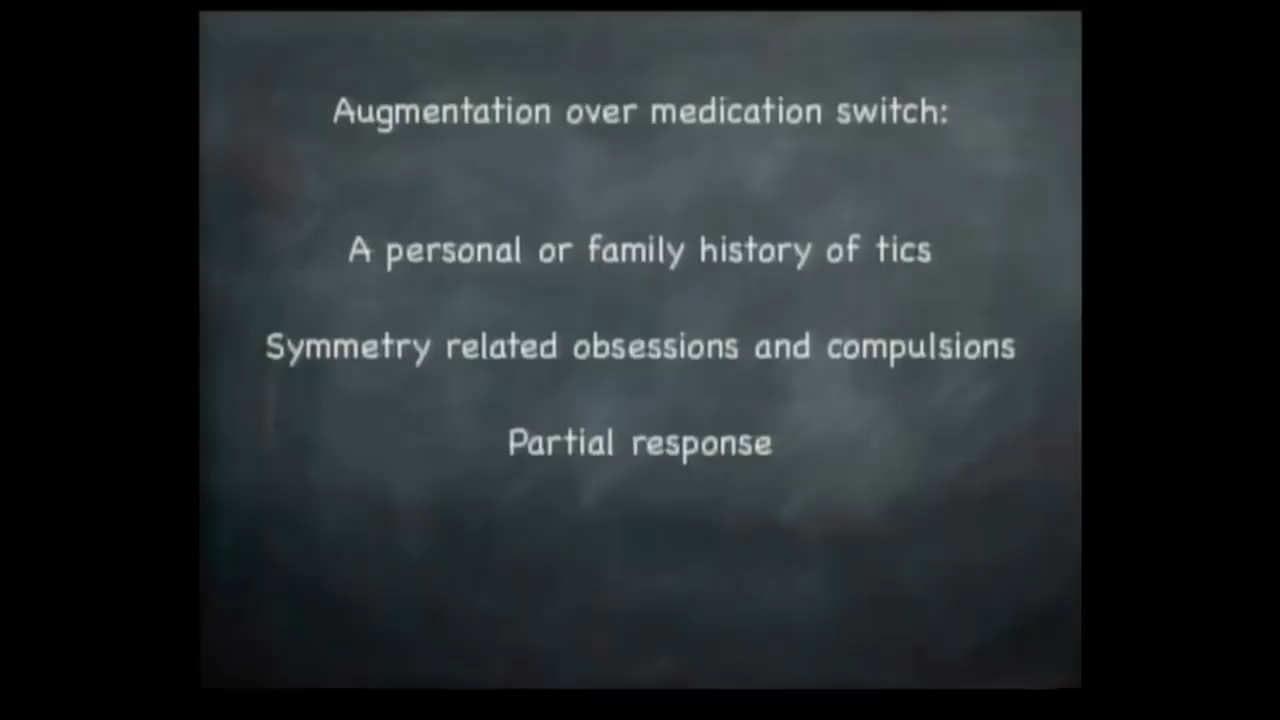 Augmentation over medication switch:
A personal or family history of tics
Symmetry related obsessions and compulsions
Partial response